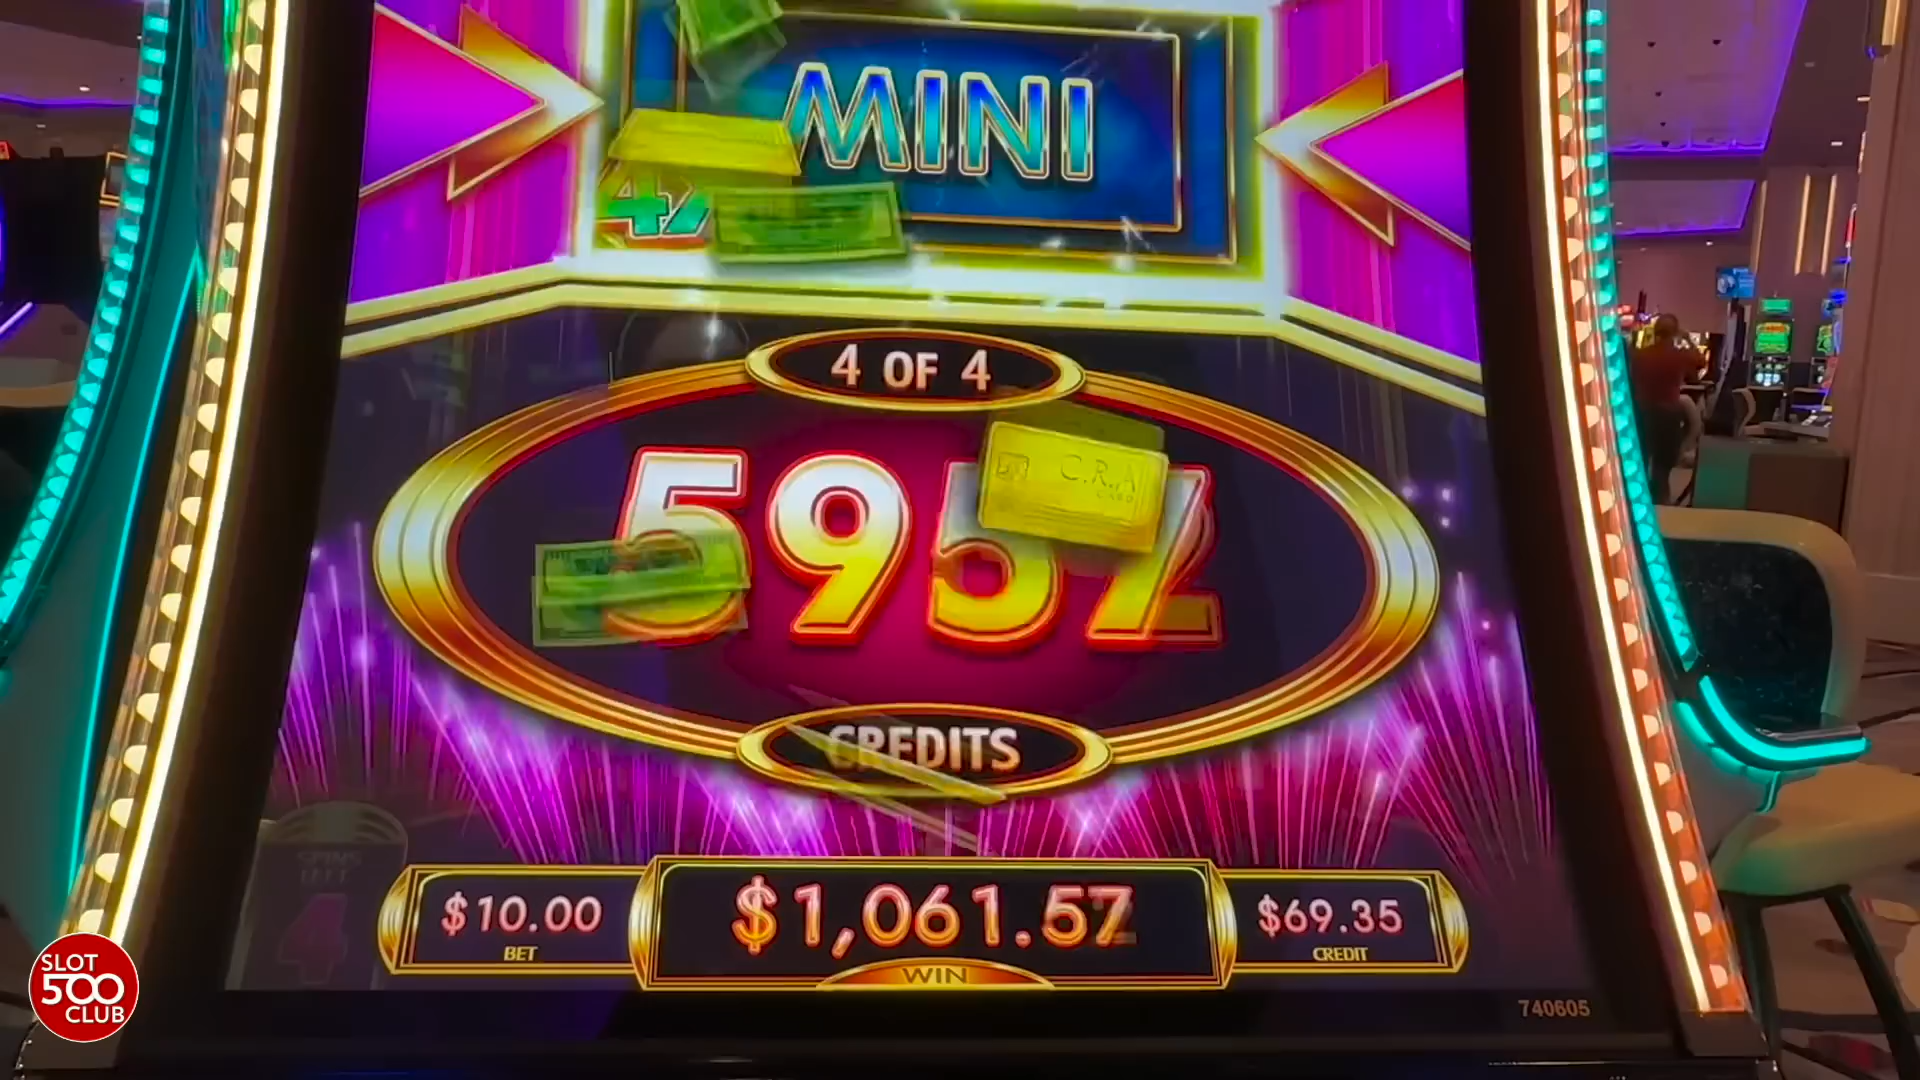 MINI
4 OF 4
C.R.A
CARD
CREDITS
$10.00
BET
$1,061.57
WIN
$69.35
CREDIT
740605
SLOT
500
CLUB